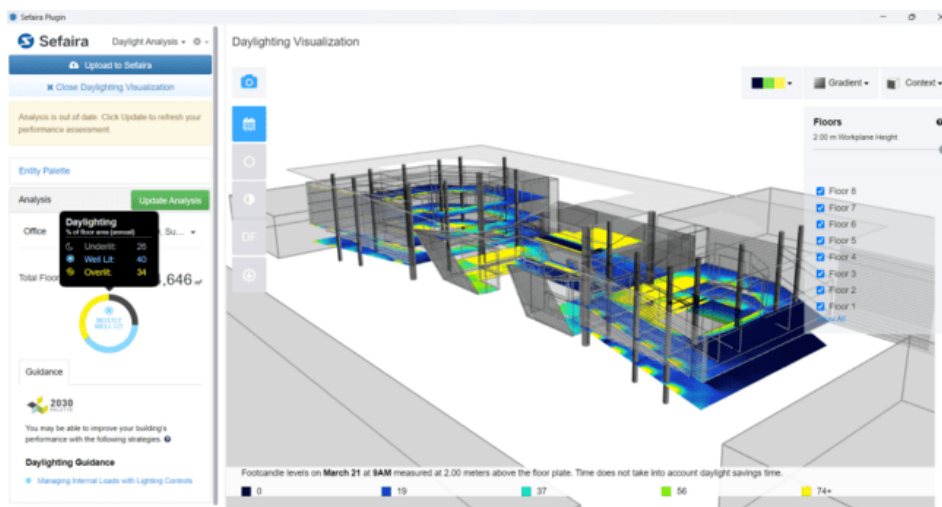 Sefaira Plugin
Sefaira
Daylight Analysis
Upload to Sefaira
Close Daylighting Visualization
Analysis is out of date. Click Update to refresh your
performance assessment.
Entity Palette
Analysis
Update Analysis
Daylighting
% of floor area (annual)
Underlit: 26
Well Lit: 40
Overlit: 34
Office
Su...
Total Floor
,646
MOSTLY
WELL LIT
Guidance
2030
PALETTE
You may be able to improve your building's
performance with the following strategies.
Daylighting Guidance
Managing Internal Loads with Lighting Controls
Daylighting Visualization
DF
Gradient
Context
Floors
2.00 m Workplane Height
Floor 8
Floor 7
Floor 6
Floor 5
Floor 4
Floor 3
Floor 2
Floor 1
All
Footcandle levels on March 21 at 9AM measured at 2.00 meters above the floor plate. Time does not take into account daylight savings time.
0
19
37
56
74+